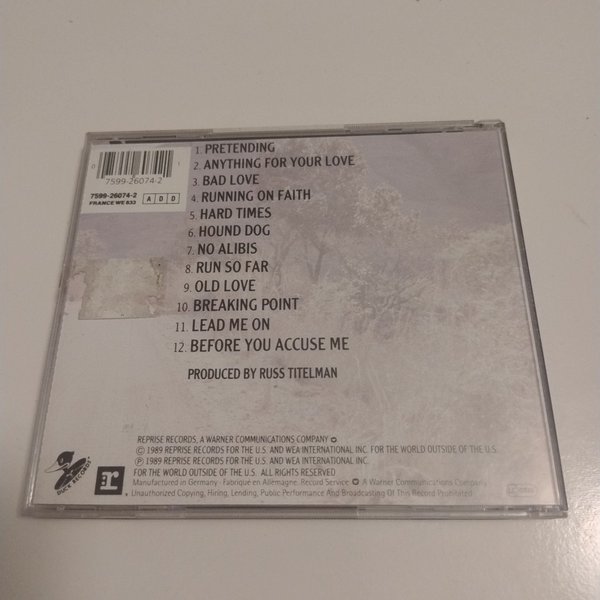 0
7599-26074-2
1
7599-26074-2
FRANCE WE 833
A D D
1. PRETENDING
2. ANYTHING FOR YOUR LOVE
3. BAD LOVE
4. RUNNING ON FAITH
5. HARD TIMES
6. HOUND DOG
7. NO ALIBIS
8. RUN SO FAR
9. OLD LOVE
10. BREAKING POINT
11. LEAD ME ON
12. BEFORE YOU ACCUSE ME
PRODUCED BY RUSS TITELMAN
DUCK RECORDS
r
REPRISE RECORDS, A WARNER COMMUNICATIONS COMPANY
© 1989 REPRISE RECORDS FOR THE U.S. AND WEA INTERNATIONAL INC. FOR THE WORLD OUTSIDE OF THE U.S.
℗ 1989 REPRISE RECORDS FOR THE U.S. AND WEA INTERNATIONAL INC.
FOR THE WORLD OUTSIDE OF THE U.S. ALL RIGHTS RESERVED
Manufactured in Germany · Fabriqué en Allemagne. Record Service A Warner Communications Company
Unauthorized Copying, Hiring, Lending, Public Performance And Broadcasting Of This Record Prohibited